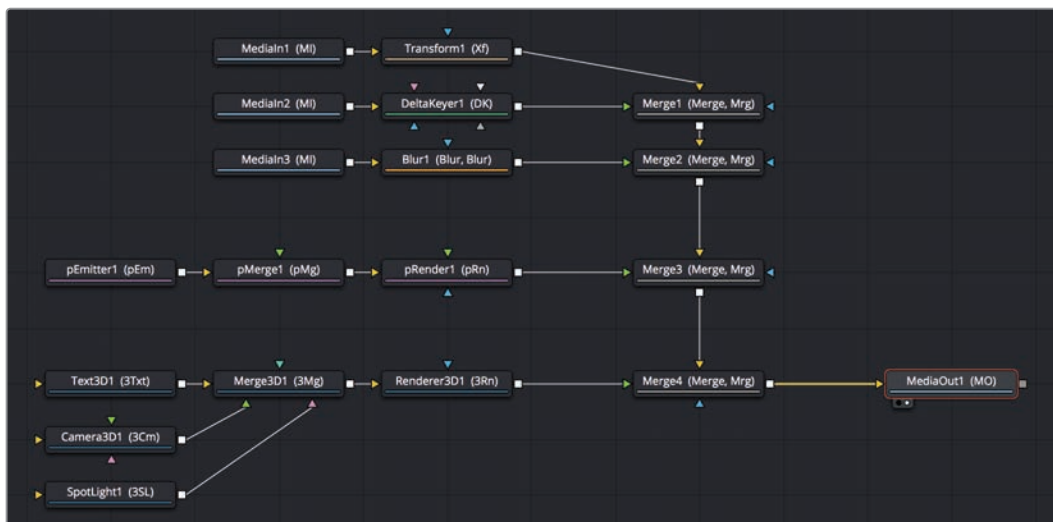 MediaIn1 (MI)
Transform1 (Xf)
MediaIn2 (MI)
DeltaKeyer1 (DK)
Merge1 (Merge, Mrg)
MediaIn3 (MI)
Blur1 (Blur, Blur)
Merge2 (Merge, Mrg)
pEmitter1 (pEm)
pMerge1 (pMg)
pRender1 (pRn)
Merge3 (Merge, Mrg)
Text3D1 (3Txt)
Merge3D1 (3Mg)
Renderer3D1 (3Rn)
Merge4 (Merge, Mrg)
MediaOut1 (MO)
Camera3D1 (3Cm)
SpotLight1 (3SL)